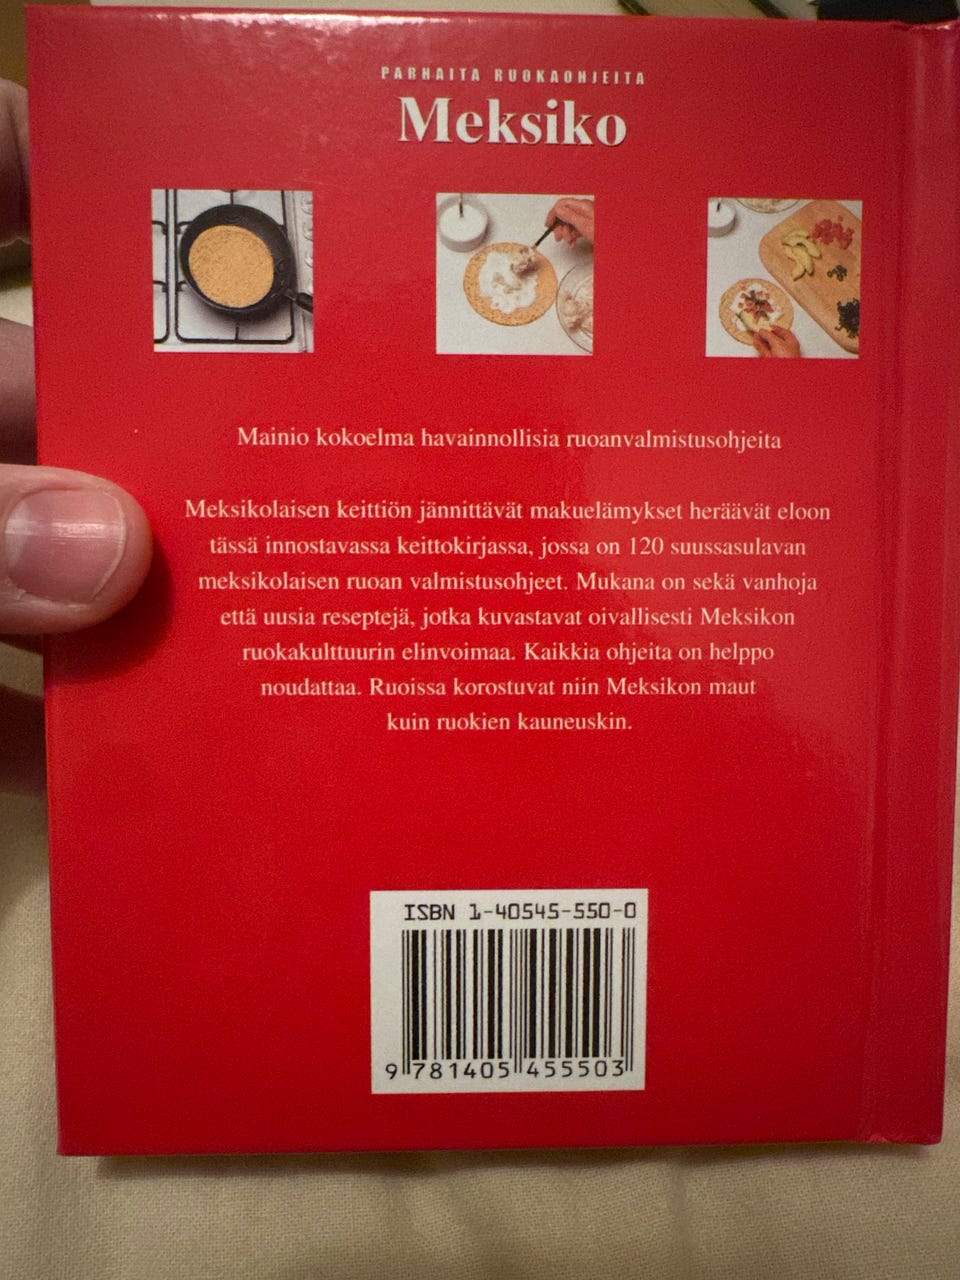 PARHAITA RUOKAOHJEITA
Meksiko
Mainio kokoelma havainnollisia ruoanvalmistusohjeita
Meksikolaisen keittiön jännittävät makuelämykset heräävät eloon
tässä innostavassa keittokirjassa, jossa on 120 suussasulavan
meksikolaisen ruoan valmistusohjeet. Mukana on sekä vanhoja
että uusia reseptejä, jotka kuvastavat oivallisesti Meksikon
ruokakulttuurin elinvoimaa. Kaikkia ohjeita on helppo
noudattaa. Ruoissa korostuvat niin Meksikon maut
kuin ruokien kauneuskin.
ISBN 1-40545-550-0
9 781405 455503